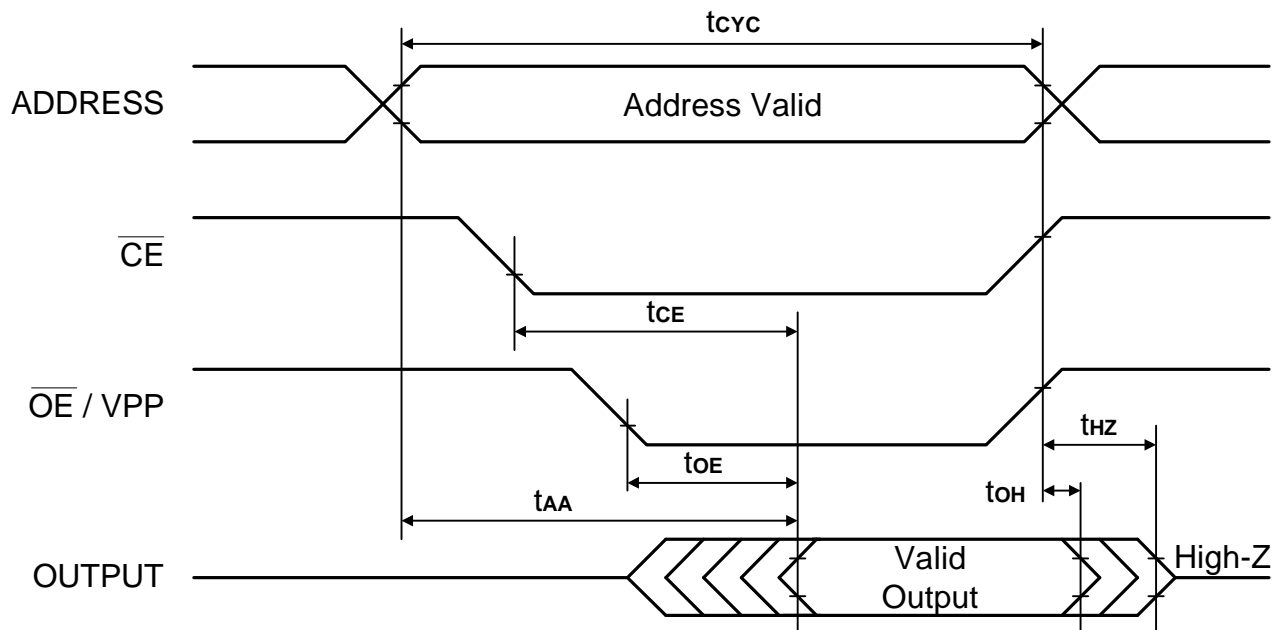 tCYC
ADDRESS
Address Valid
CE
tCE
OE / VPP
tHZ
tOE
tOH
tAA
OUTPUT
Valid
Output
High-Z